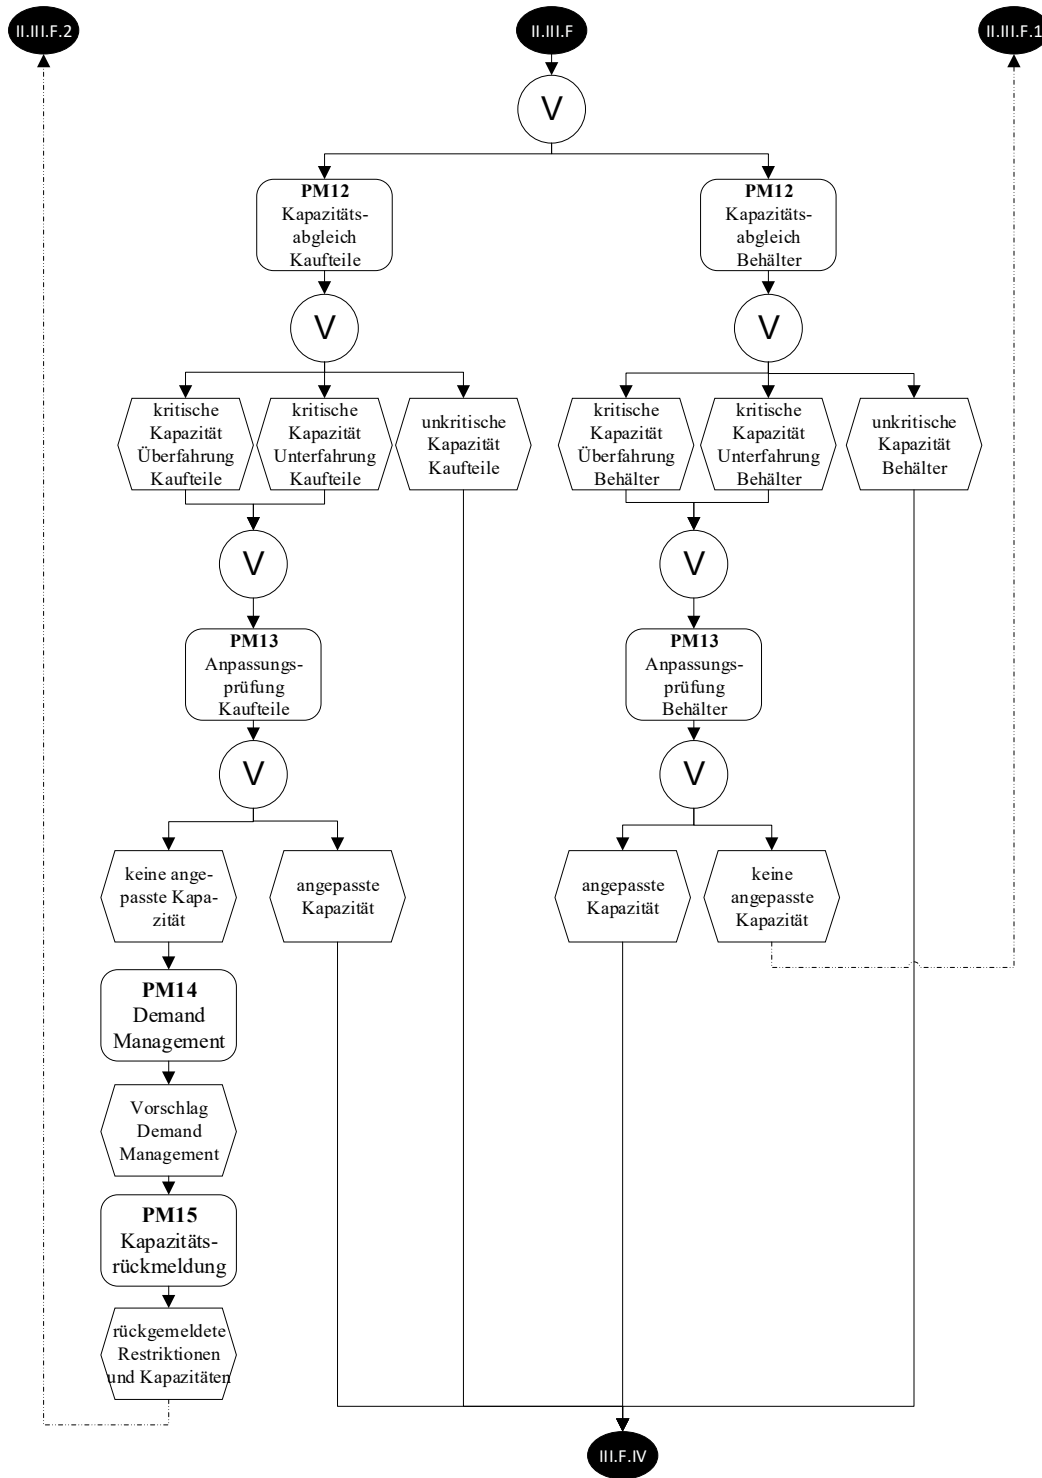 II.III.F.2
II.III.F
II.III.F.1
V
PM12
Kapazitäts-
abgleich
Kaufteile
PM12
Kapazitäts-
abgleich
Behälter
V
V
kritische
Kapazität
Überfahrung
Kaufteile
kritische
Kapazität
Unterfahrung
Kaufteile
unkritische
Kapazität
Kaufteile
kritische
Kapazität
Überfahrung
Behälter
kritische
Kapazität
Unterfahrung
Behälter
unkritische
Kapazität
Behälter
V
V
PM13
Anpassungs-
prüfung
Kaufteile
PM13
Anpassungs-
prüfung
Behälter
V
V
keine ange-
passte Kapa-
zität
angepasste
Kapazität
angepasste
Kapazität
keine
angepasste
Kapazität
PM14
Demand
Management
Vorschlag
Demand
Management
PM15
Kapazitäts-
rückmeldung
rückgemeldete
Restriktionen
und Kapazitäten
III.F.IV